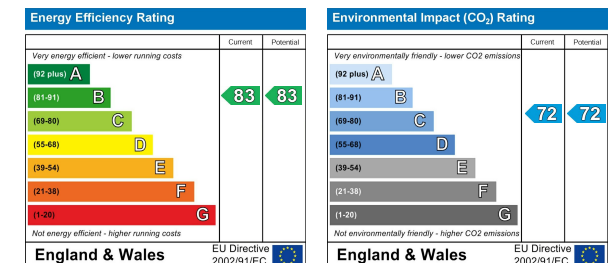 Energy Efficiency Rating
Current Potential
Very energy efficient - lower running costs
(92 plus) A
(81-91) B
83 83
(69-80) C
(55-68) D
(39-54) E
(21-38) F
(1-20) G
Not energy efficient - higher running costs
England & Wales
EU Directive
2002/91/EC
Environmental Impact (CO₂) Rating
Current Potential
Very environmentally friendly - lower CO2 emissions
(92 plus) A
(81-91) B
(69-80) C
72 72
(55-68) D
(39-54) E
(21-38) F
(1-20) G
Not environmentally friendly - higher CO2 emissions
England & Wales
EU Directive
2002/91/EC